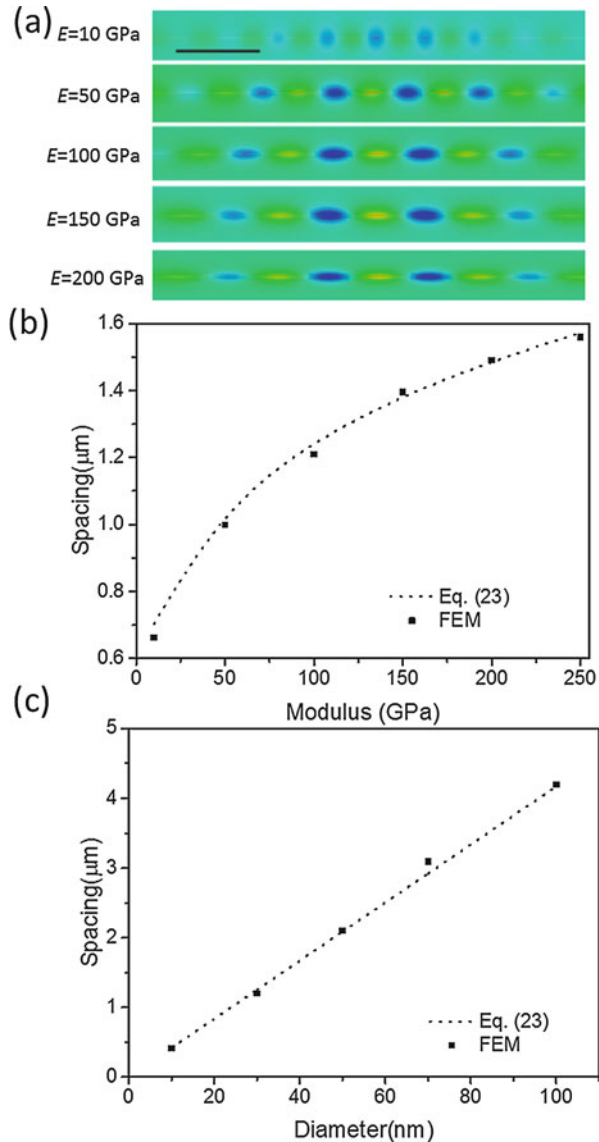 (a)
E=10 GPa
E=50 GPa
E=100 GPa
E=150 GPa
E=200 GPa
(b)
1.6
1.4
1.2
1.0
0.8
0.6
Spacing(μm)
Eq. (23)
FEM
0 50 100 150 200 250
Modulus (GPa)
(c)
5
4
3
2
1
0
Spacing(μm)
Eq. (23)
FEM
0 20 40 60 80 100
Diameter(nm)